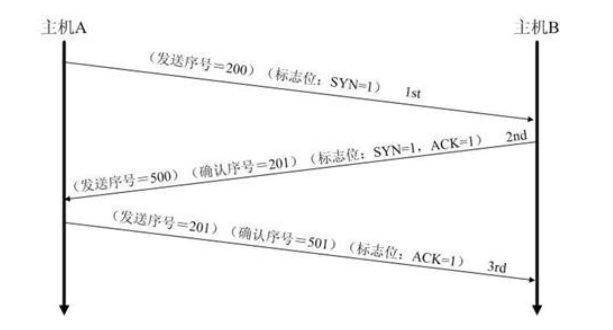 主机A
主机B
（发送序号＝200）（标志位：SYN=1） 1st
（发送序号＝500）（确认序号＝201）（标志位：SYN=1，ACK=1） 2nd
（发送序号＝201）（确认序号＝501）（标志位：ACK=1） 3rd